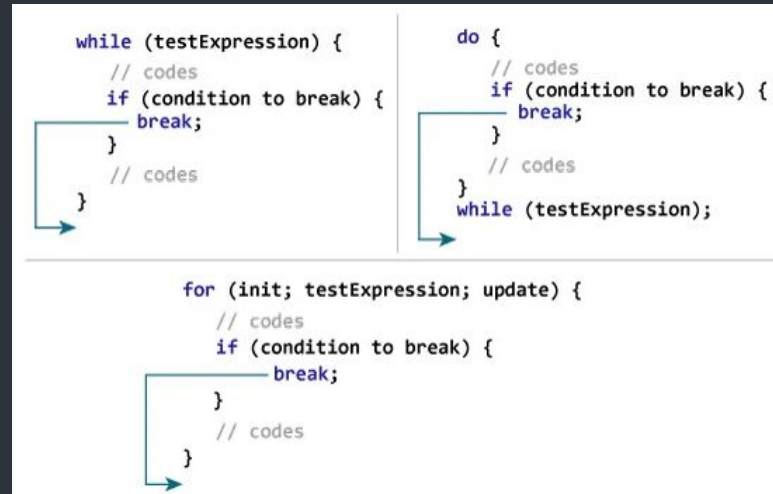 while (testExpression) {
// codes
if (condition to break) {
break;
}
// codes
}
do {
// codes
if (condition to break) {
break;
}
// codes
}
while (testExpression);
for (init; testExpression; update) {
// codes
if (condition to break) {
break;
}
// codes
}